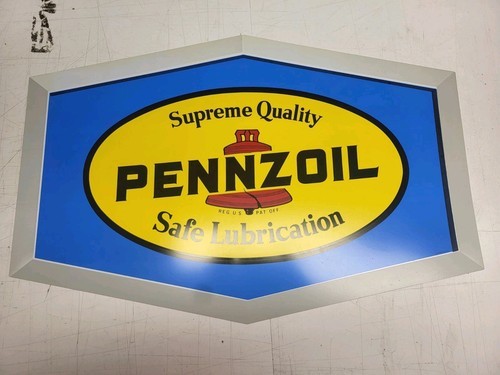 Supreme Quality
PENNZOIL
REG. U.S. PAT. OFF.
Safe Lubrication